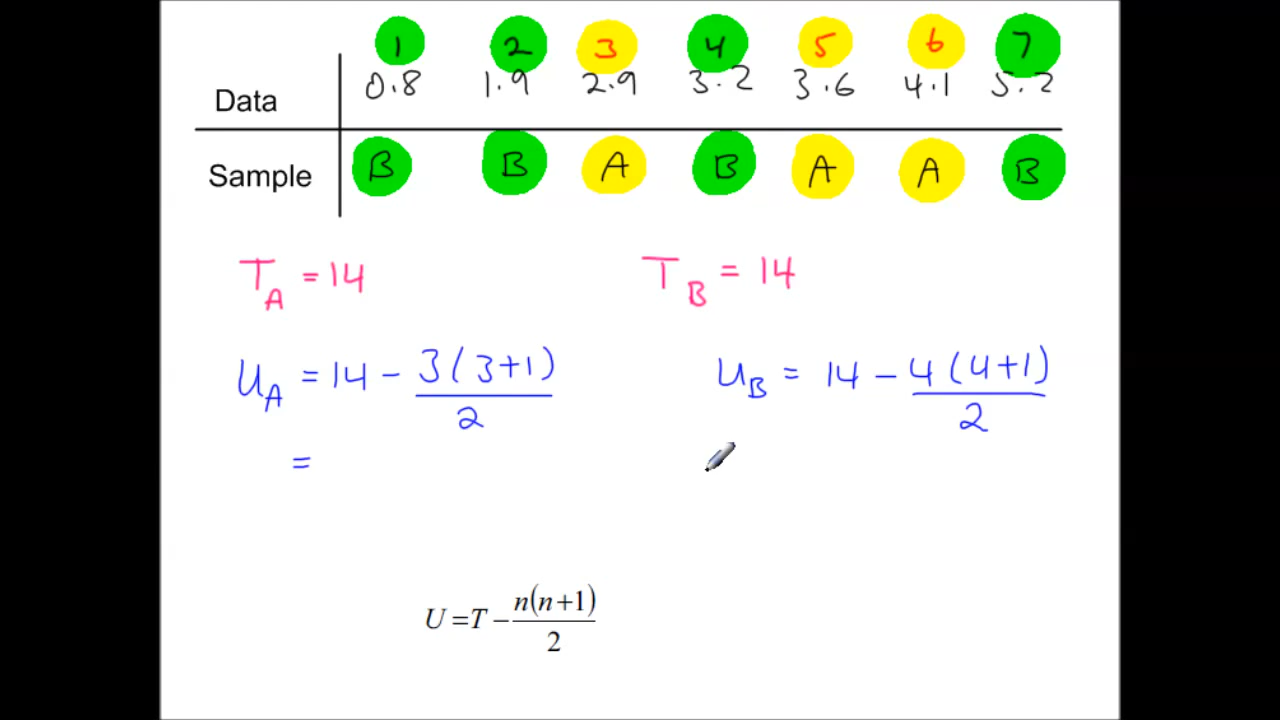 1 2 3 4 5 6 7
Data 0.8 1.9 2.9 3.2 3.6 4.1 5.2
Sample B B A B A A B
T_A = 14 T_B = 14
U_A = 14 - 3(3+1)/2 U_B = 14 - 4(4+1)/2
=
U = T - n(n+1)/2